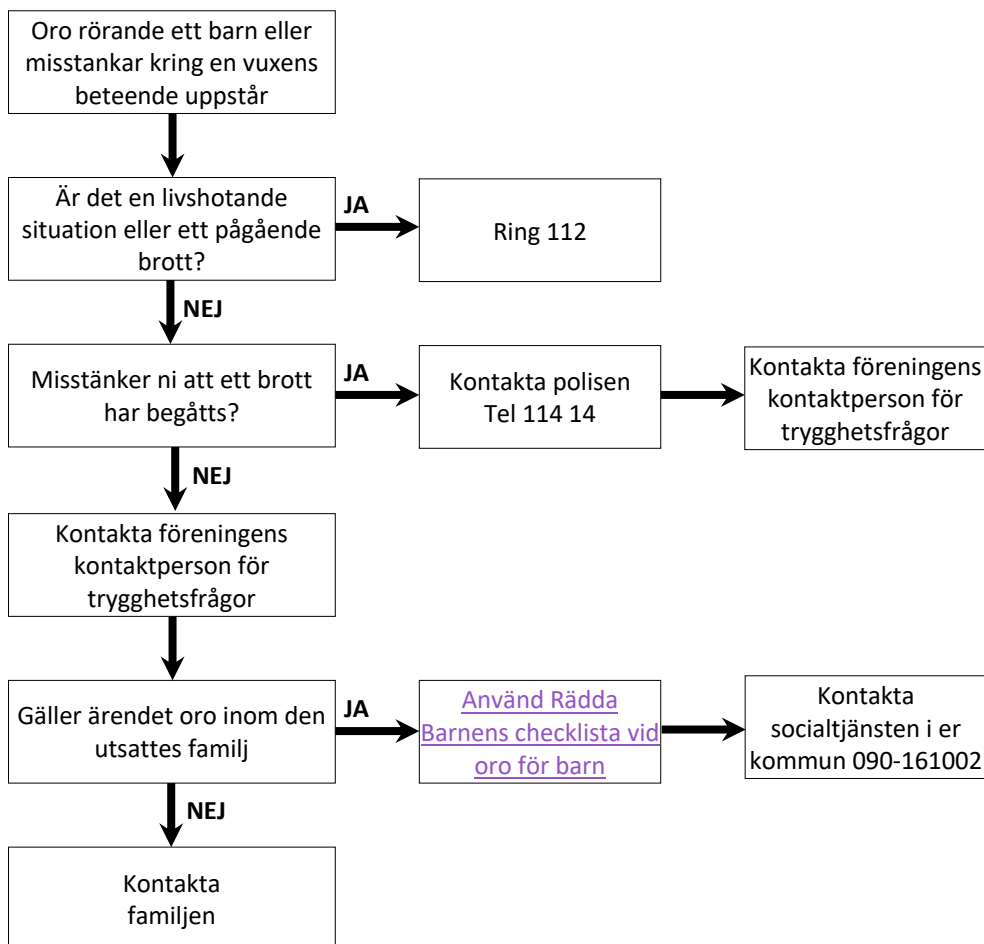 Oro rörande ett barn eller
misstankar kring en vuxens
beteende uppstår
Är det en livshotande
situation eller ett pågående
brott?
JA
Ring 112
NEJ
Misstänker ni att ett brott
har begåtts?
JA
Kontakta polisen
Tel 114 14
Kontakta föreningens
kontaktperson för
trygghetsfrågor
NEJ
Kontakta föreningens
kontaktperson för
trygghetsfrågor
Gäller ärendet oro inom den
utsattes familj
JA
Använd Rädda
Barnens checklista vid
oro för barn
Kontakta
socialtjänsten i er
kommun 090-161002
NEJ
Kontakta
familjen